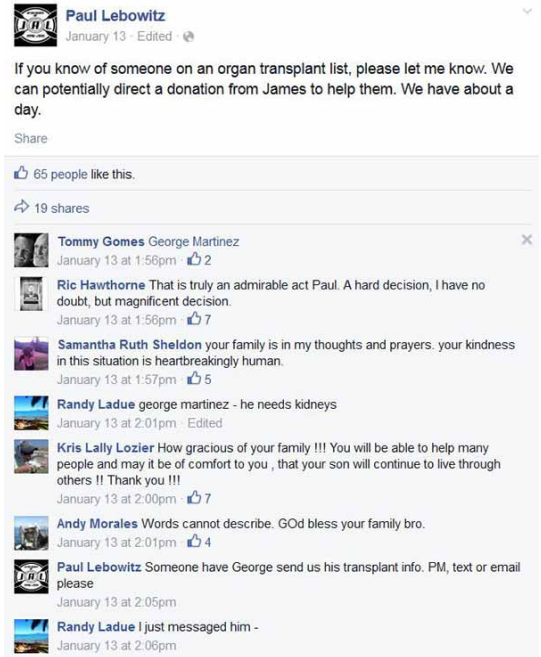 Paul Lebowitz
January 13 · Edited ·
If you know of someone on an organ transplant list, please let me know. We
can potentially direct a donation from James to help them. We have about a
day.
Share
65 people like this.
19 shares
Tommy Gomes George Martinez
January 13 at 1:56pm · 2
Ric Hawthorne That is truly an admirable act Paul. A hard decision, I have no
doubt, but magnificent decision.
January 13 at 1:56pm · 7
Samantha Ruth Sheldon your family is in my thoughts and prayers. your kindness
in this situation is heartbreakingly human.
January 13 at 1:57pm · 5
Randy Ladue george martinez - he needs kidneys
January 13 at 2:01pm · Edited
Kris Lally Lozier How gracious of your family !!! You will be able to help many
people and may it be of comfort to you , that your son will continue to live through
others !! Thank you !!!
January 13 at 2:00pm · 7
Andy Morales Words cannot describe. GOd bless your family bro.
January 13 at 2:01pm · 4
Paul Lebowitz Someone have George send us his transplant info. PM, text or email
please
January 13 at 2:05pm
Randy Ladue I just messaged him -
January 13 at 2:06pm